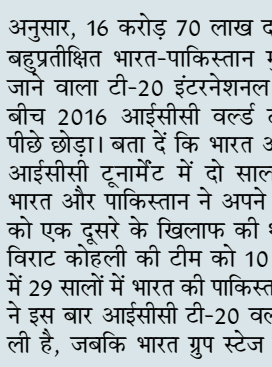 अनुसार, 16 करोड़ 70 लाख द
बहुप्रतीक्षित भारत-पाकिस्तान मु
जाने वाला टी-20 इंटरनेशनल
बीच 2016 आईसीसी वर्ल्ड ट
पीछे छोड़ा। बता दें कि भारत अ
आईसीसी टूनार्मेंट में दो साल
भारत और पाकिस्तान ने अपने
को एक दूसरे के खिलाफ की थ
विराट कोहली की टीम को 10
में 29 सालों में भारत की पाकिस्त
ने इस बार आईसीसी टी-20 वर्ल
ली है, जबकि भारत ग्रुप स्टेज